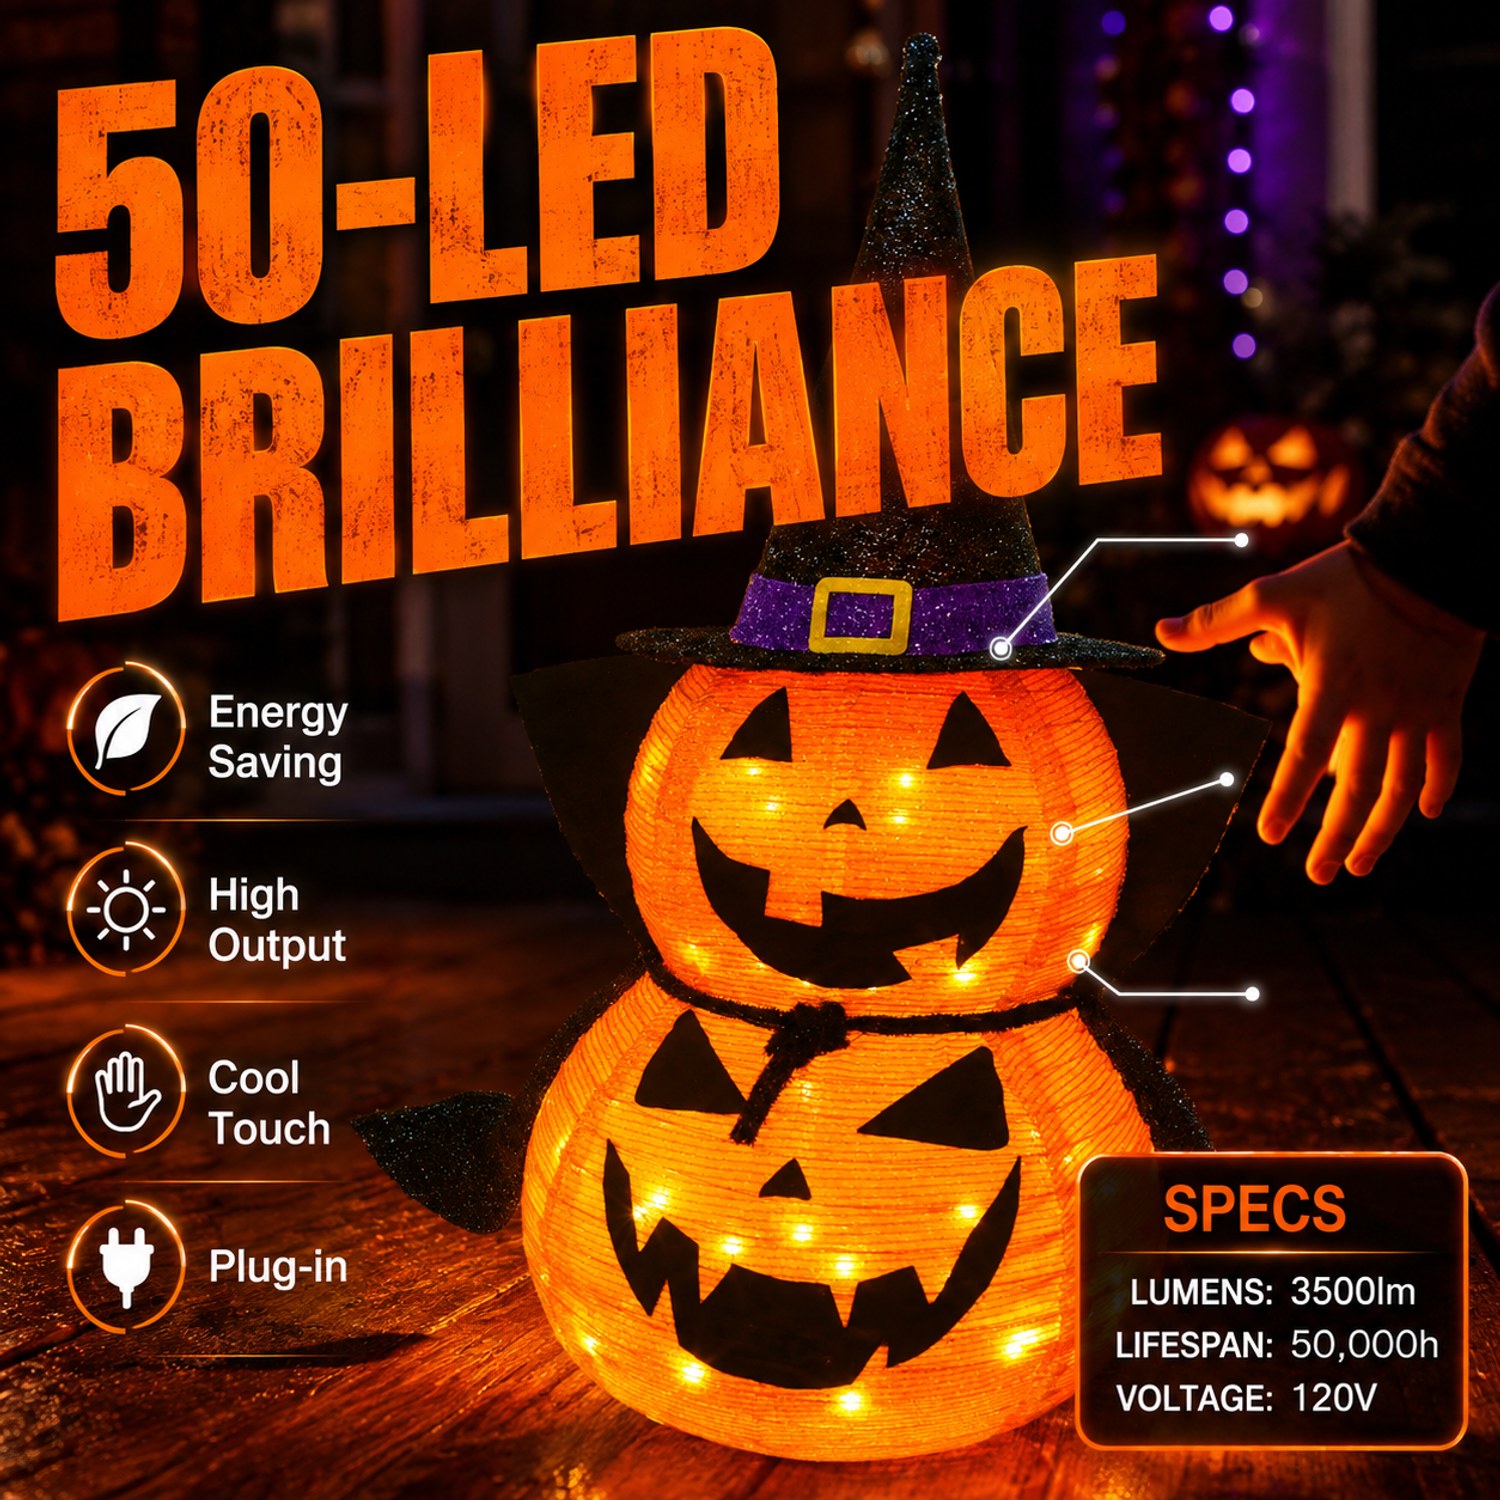 50-LED
BRILLIANCE
Energy
Saving
High
Output
Cool
Touch
Plug-in
SPECS
LUMENS: 3500lm
LIFESPAN: 50,000h
VOLTAGE: 120V